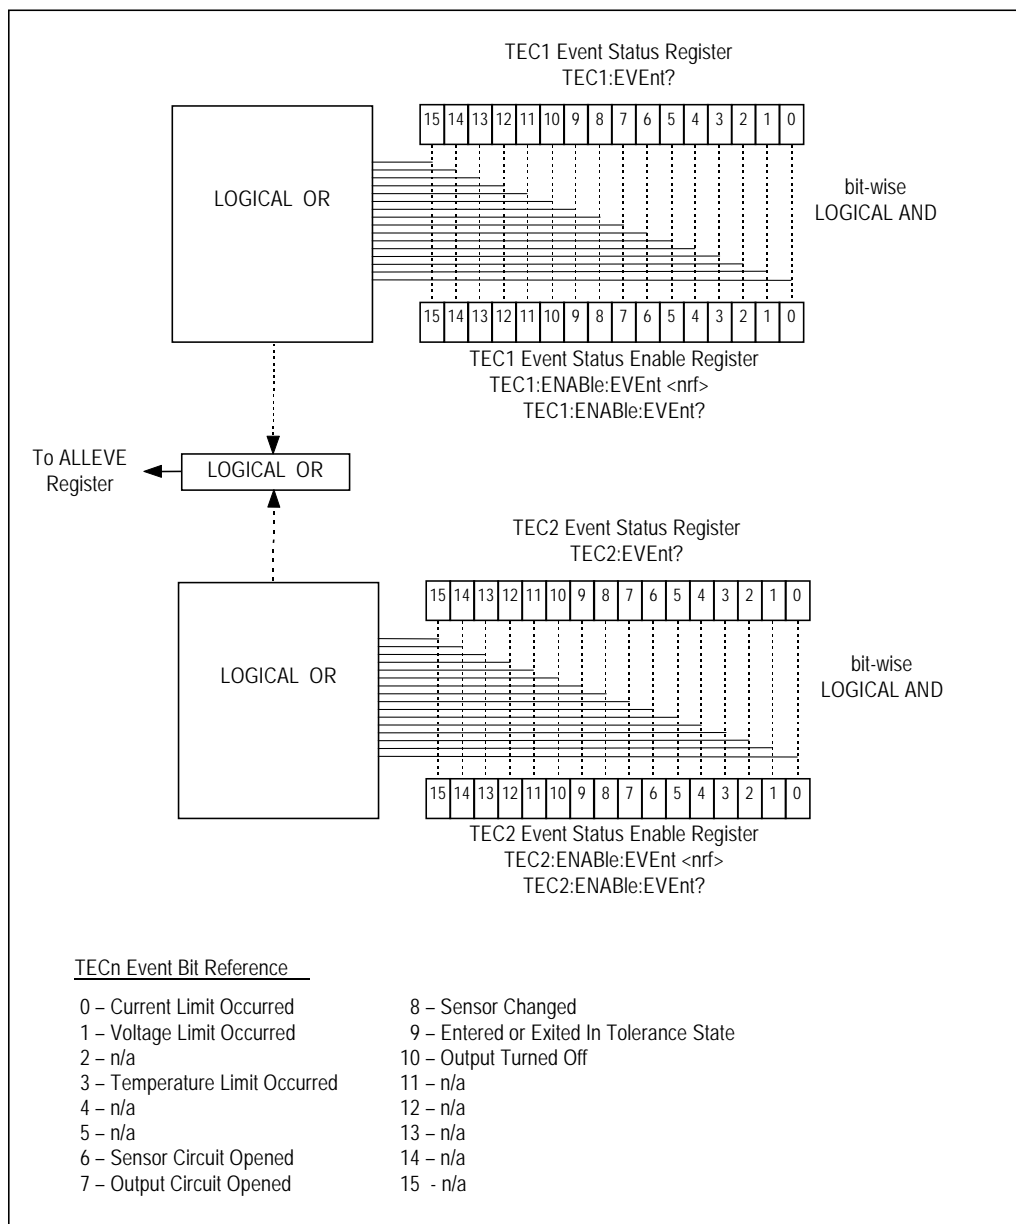 TEC1 Event Status Register
TEC1:EVEnt?
15 14 13 12 11 10 9 8 7 6 5 4 3 2 1 0
LOGICAL OR
bit-wise
LOGICAL AND
15 14 13 12 11 10 9 8 7 6 5 4 3 2 1 0
TEC1 Event Status Enable Register
TEC1:ENABle:EVEnt <nrf>
TEC1:ENABle:EVEnt?
To ALLEVE
Register
LOGICAL OR
TEC2 Event Status Register
TEC2:EVEnt?
15 14 13 12 11 10 9 8 7 6 5 4 3 2 1 0
LOGICAL OR
bit-wise
LOGICAL AND
15 14 13 12 11 10 9 8 7 6 5 4 3 2 1 0
TEC2 Event Status Enable Register
TEC2:ENABle:EVEnt <nrf>
TEC2:ENABle:EVEnt?
TECn Event Bit Reference
0 – Current Limit Occurred
1 – Voltage Limit Occurred
2 – n/a
3 – Temperature Limit Occurred
4 – n/a
5 – n/a
6 – Sensor Circuit Opened
7 – Output Circuit Opened
8 – Sensor Changed
9 – Entered or Exited In Tolerance State
10 – Output Turned Off
11 – n/a
12 – n/a
13 – n/a
14 – n/a
15 - n/a